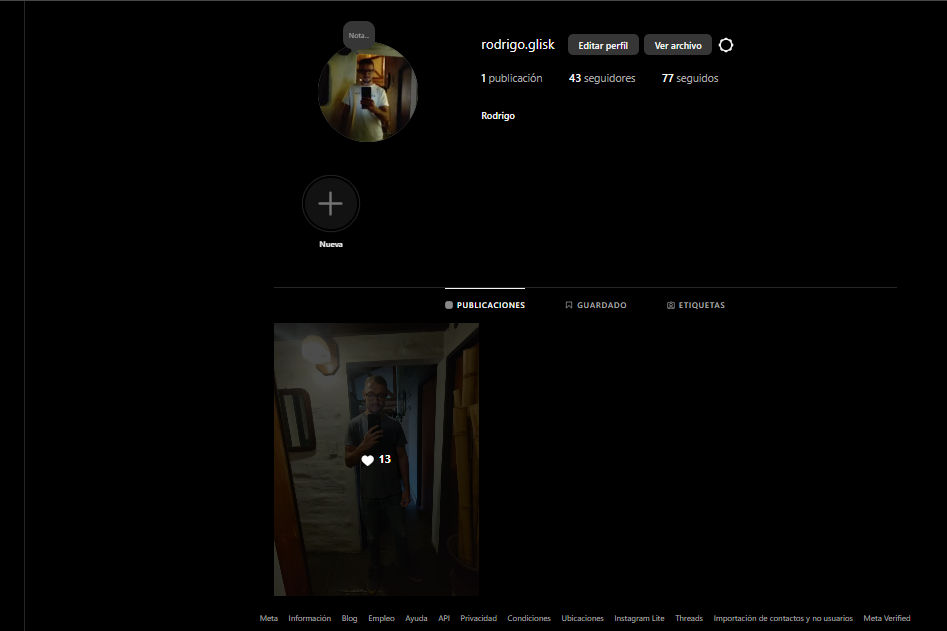 Nota...
rodrigo.glisk Editar perfil Ver archivo
1 publicación 43 seguidores 77 seguidos
Rodrigo
Nueva
PUBLICACIONES GUARDADO ETIQUETAS
13
Meta Información Blog Empleo Ayuda API Privacidad Condiciones Ubicaciones Instagram Lite Threads Importación de contactos y no usuarios Meta Verified